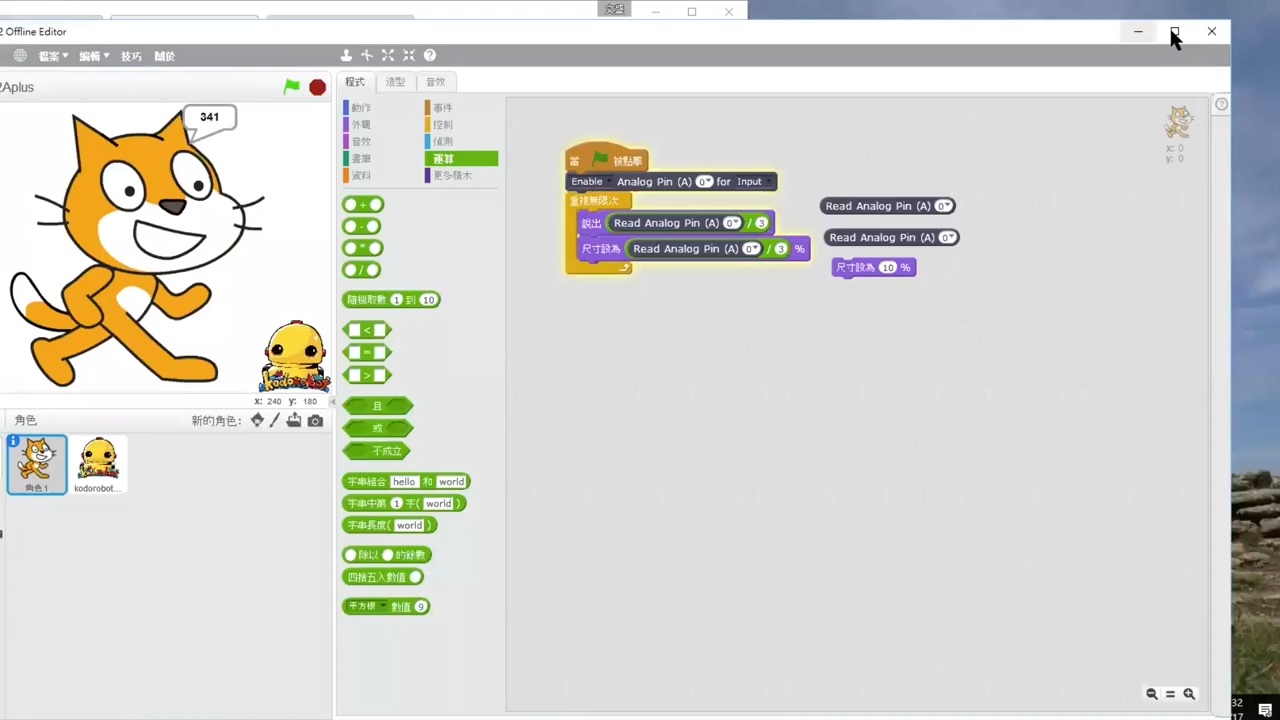 文盛
2 Offline Editor
檔案 編輯 技巧 關於
2Aplus
341
kodorobot
x: 240 y: 180
角色 新的角色:
角色1
kodorobot...
程式 造型 音效
動作 事件
外觀 控制
音效 偵測
畫筆 運算
資料 更多積木
+
-
*
/
隨機取數 1 到 10
<
=
>
且
或
不成立
字串組合 hello 和 world
字串中第 1 字( world )
字串長度( world )
除以 的餘數
四捨五入數值
平方根 數值 9
當 被點擊
Enable Analog Pin (A) 0 for Input
重複無限次
說出 Read Analog Pin (A) 0 / 3
尺寸設為 Read Analog Pin (A) 0 / 3 %
Read Analog Pin (A) 0
Read Analog Pin (A) 0
尺寸設為 10 %
x: 0
y: 0
32
17